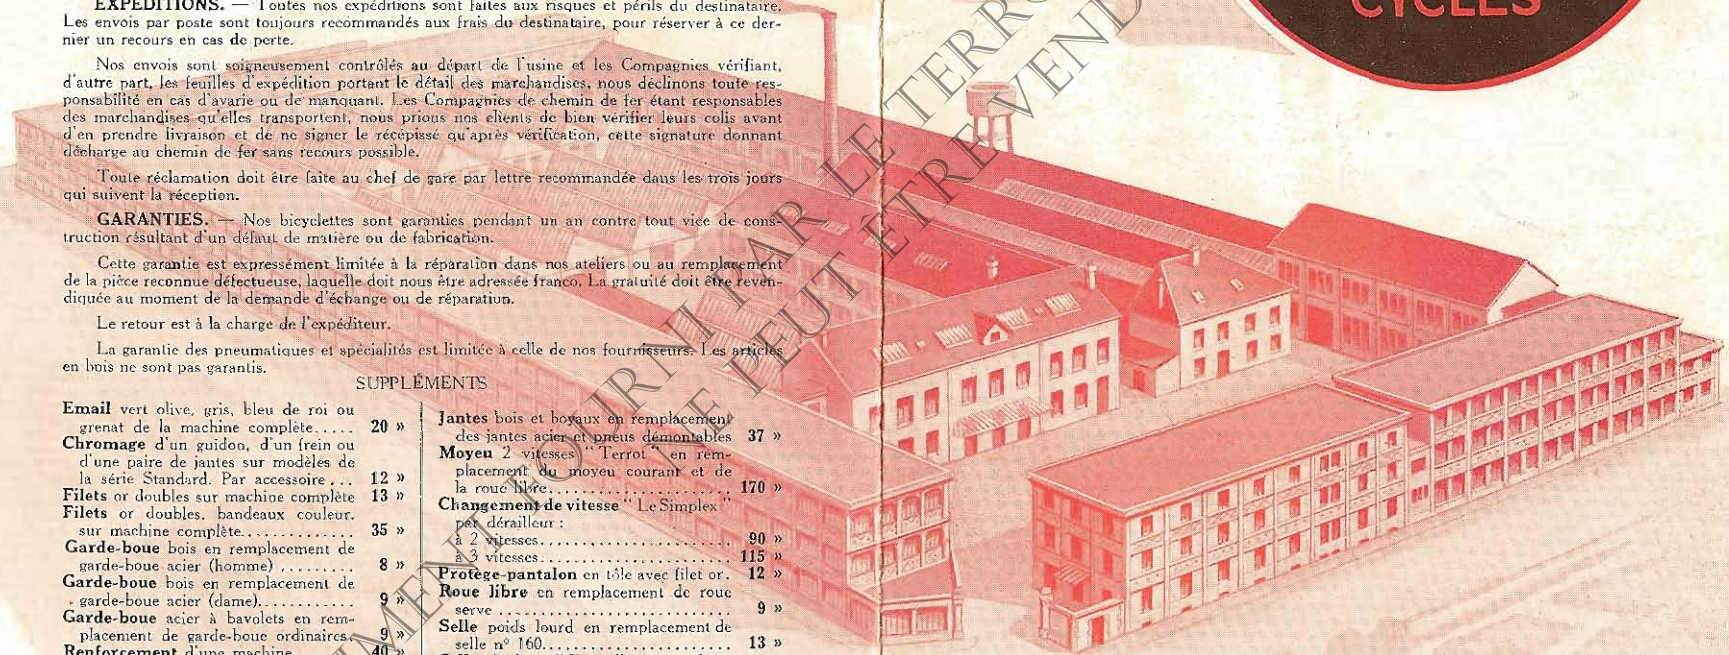 EXPÉDITIONS. — Toutes nos expéditions sont faites aux risques et périls du destinataire.
Les envois par poste sont toujours recommandés aux frais du destinataire, pour réserver à ce der-
nier un recours en cas de perte.
Nos envois sont soigneusement contrôlés au départ de l'usine et les Compagnies vérifiant,
d'autre part, les feuilles d'expédition portant le détail des marchandises, nous déclinons toute res-
ponsabilité en cas d'avarie ou de manquant. Les Compagnies de chemin de fer étant responsables
des marchandises qu'elles transportent, nous prions nos clients de bien vérifier leurs colis avant
d'en prendre livraison et de ne signer le récépissé qu'après vérification, cette signature donnant
décharge au chemin de fer sans recours possible.
Toute réclamation doit être faite au chef de gare par lettre recommandée dans les trois jours
qui suivent la réception.
GARANTIES. — Nos bicyclettes sont garanties pendant un an contre tout vice de cons-
truction résultant d'un défaut de matière ou de fabrication.
Cette garantie est expressément limitée à la réparation dans nos ateliers ou au remplacement
de la pièce reconnue défectueuse, laquelle doit nous être adressée franco. La gratuité doit être reven-
diquée au moment de la demande d'échange ou de réparation.
Le retour est à la charge de l'expéditeur.
La garantie des pneumatiques et spécialités est limitée à celle de nos fournisseurs. Les articles
en bois ne sont pas garantis.
SUPPLÉMENTS
Email vert olive, gris, bleu de roi ou
grenat de la machine complète..... 20 »
Chromage d'un guidon, d'un frein ou
d'une paire de jantes sur modèles de
la série Standard. Par accessoire... 12 »
Filets or doubles sur machine complète 13 »
Filets or doubles, bandeaux couleur,
sur machine complète.............. 35 »
Garde-boue bois en remplacement de
garde-boue acier (homme) ......... 8 »
Garde-boue bois en remplacement de
garde-boue acier (dame)............ 9 »
Garde-boue acier à bavolets en rem-
placement de garde-boue ordinaires. 9 »
Renforcement d'une machine 40 »
Jantes bois et boyaux en remplacement
des jantes acier et pneus démontables 37 »
Moyeu 2 vitesses "Terrot" en rem-
placement du moyeu courant et de
la roue libre...................... 170 »
Changement de vitesse "Le Simplex"
par dérailleur :
à 2 vitesses....................... 90 »
à 3 vitesses....................... 115 »
Protège-pantalon en tôle avec filet or. 12 »
Roue libre en remplacement de roue
serve ............................ 9 »
Selle poids lourd en remplacement de
selle nº 160...................... 13 »
CYCLES
FOURNI PAR LE TERRO
NE PEUT ÊTRE VEND